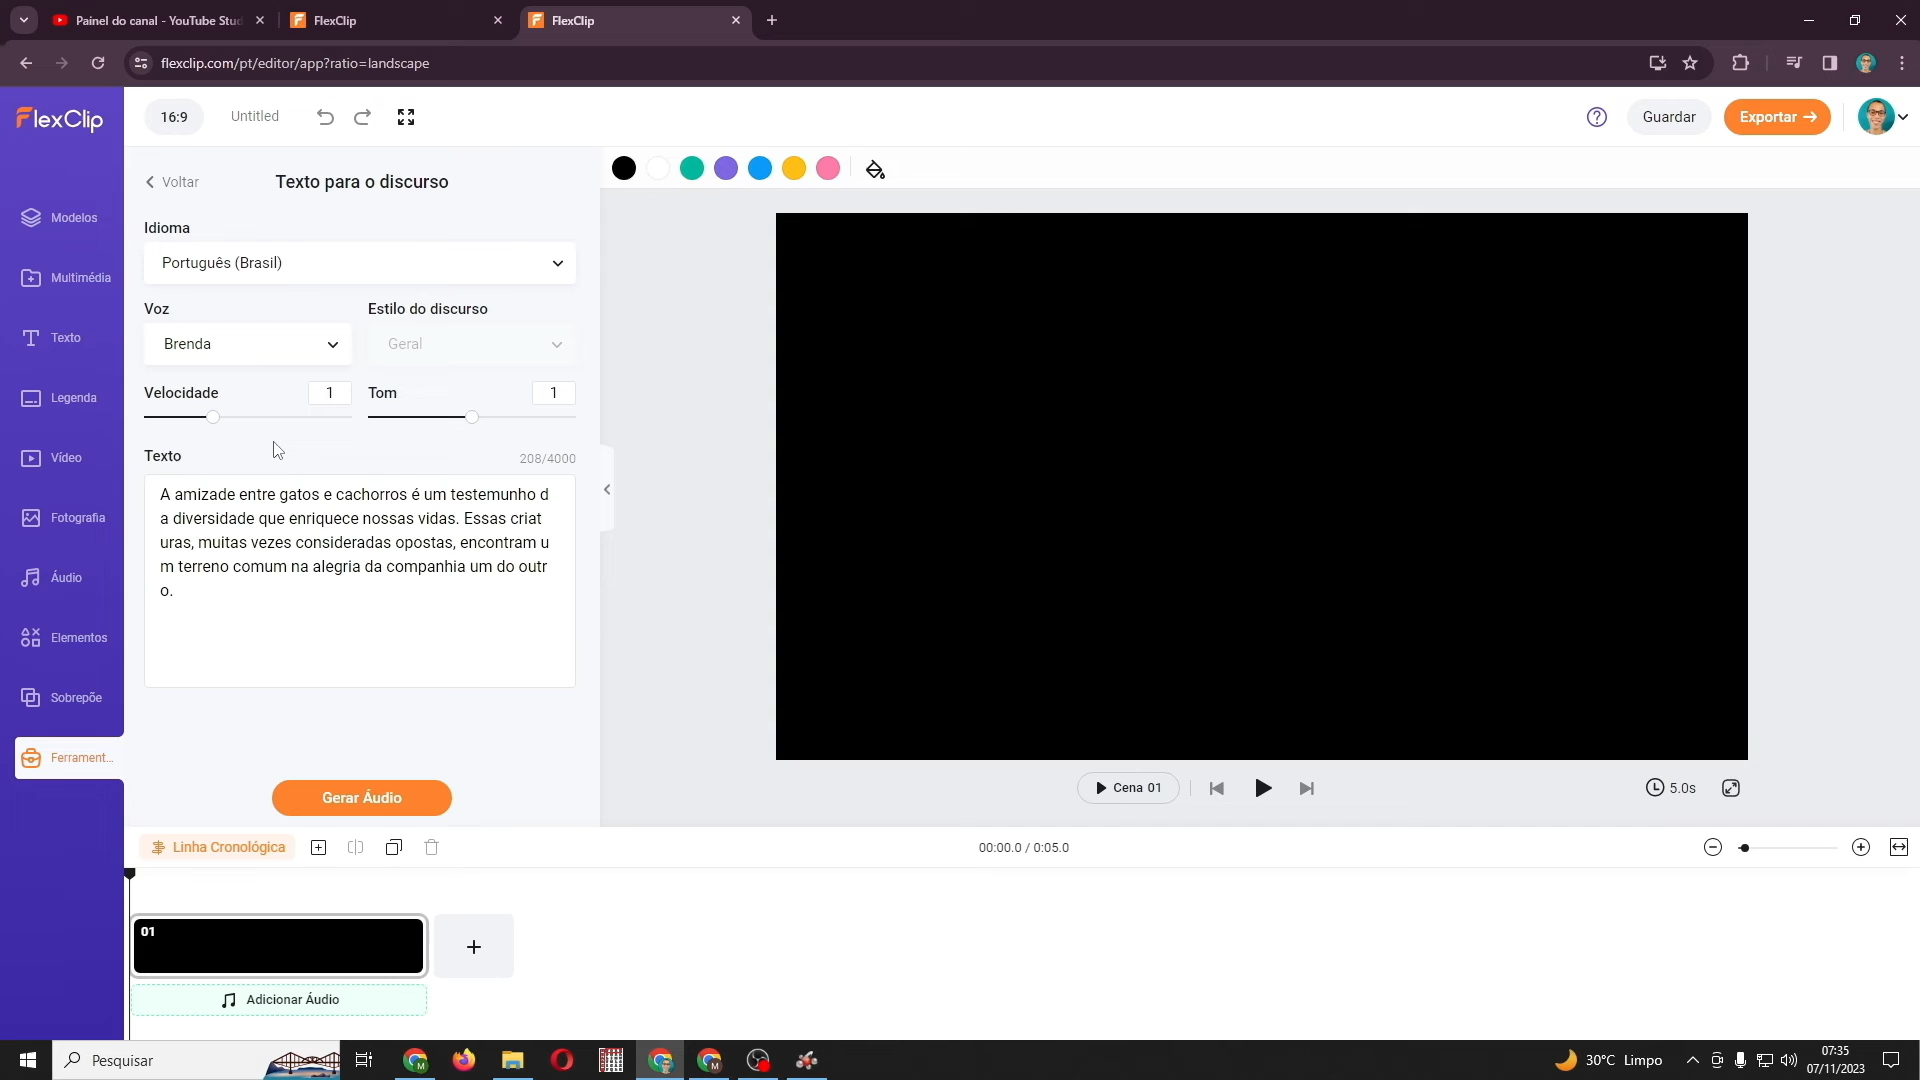 Painel do canal - YouTube Stud
FlexClip
FlexClip
flexclip.com/pt/editor/app?ratio=landscape
FlexClip
16:9
Untitled
Guardar
Exportar
Voltar
Texto para o discurso
Modelos
Multimédia
Texto
Legenda
Vídeo
Fotografia
Áudio
Elementos
Sobrepõe
Ferrament...
Idioma
Português (Brasil)
Voz
Estilo do discurso
Brenda
Geral
Velocidade
1
Tom
1
Texto
208/4000
A amizade entre gatos e cachorros é um testemunho d
a diversidade que enriquece nossas vidas. Essas criat
uras, muitas vezes consideradas opostas, encontram u
m terreno comum na alegria da companhia um do outr
o.
Gerar Áudio
Cena 01
5.0s
Linha Cronológica
00:00.0 / 0:05.0
01
Adicionar Áudio
Pesquisar
30°C Limpo
07:35
07/11/2023